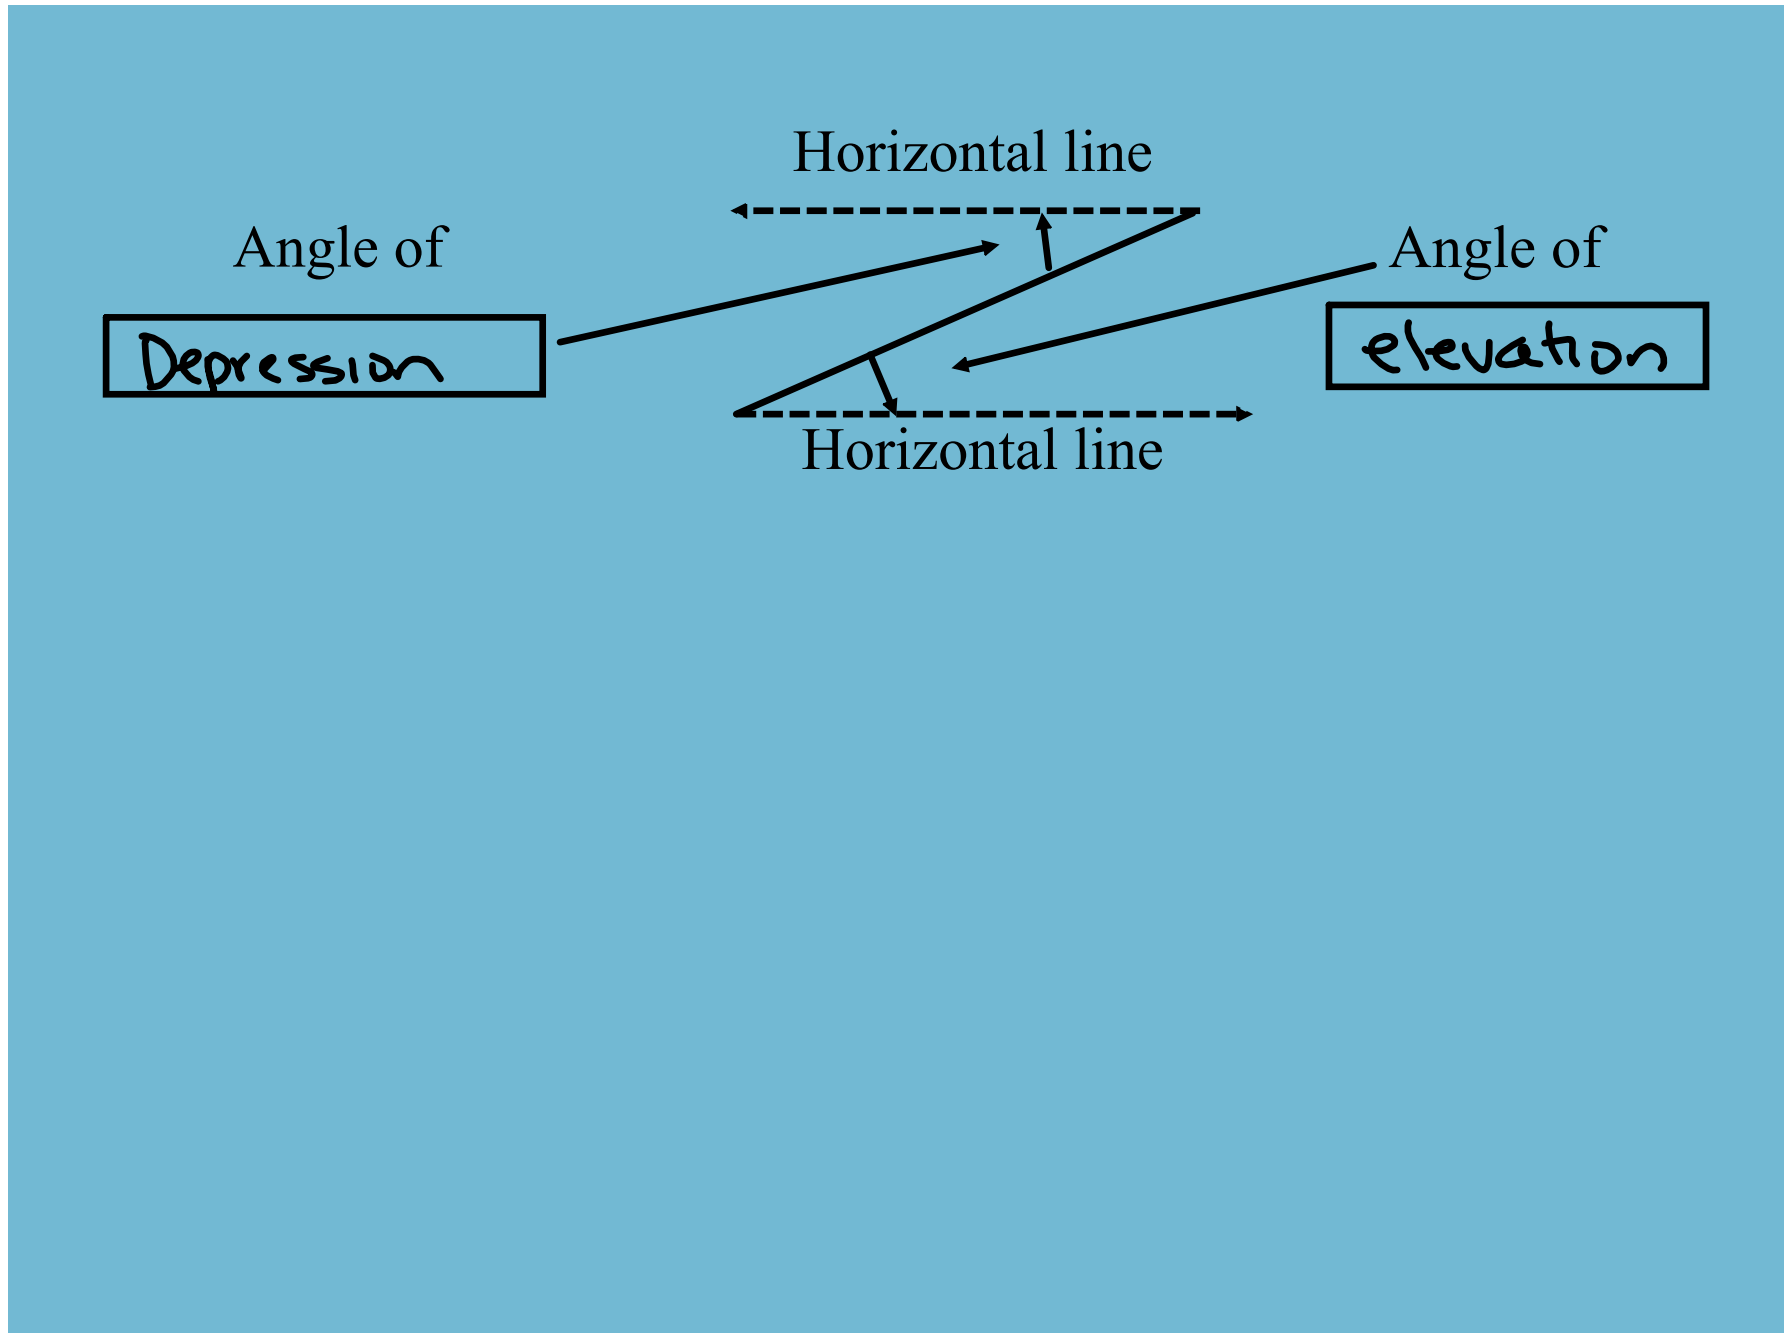 Horizontal line
Angle of
Depression
Angle of
elevation
Horizontal line